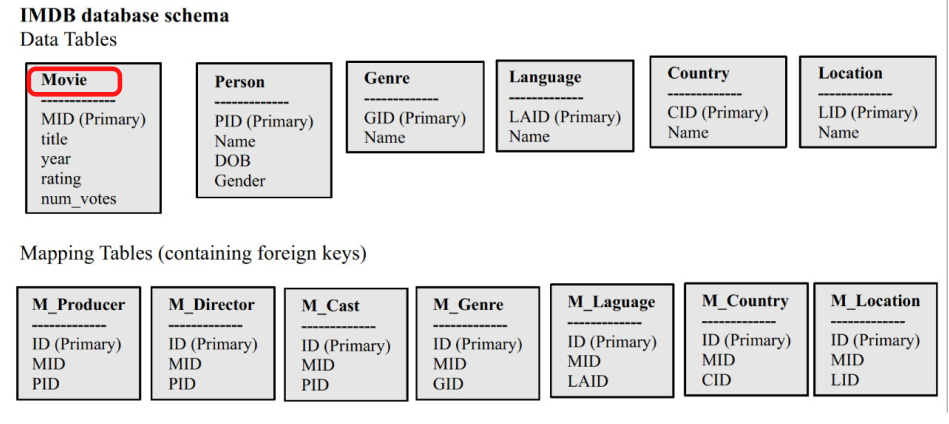 IMDB database schema
Data Tables
Movie
-------------
MID (Primary)
title
year
rating
num_votes
Person
-------------
PID (Primary)
Name
DOB
Gender
Genre
-------------
GID (Primary)
Name
Language
-------------
LAID (Primary)
Name
Country
-------------
CID (Primary)
Name
Location
-------------
LID (Primary)
Name
Mapping Tables (containing foreign keys)
M_Producer
-------------
ID (Primary)
MID
PID
M_Director
-------------
ID (Primary)
MID
PID
M_Cast
-------------
ID (Primary)
MID
PID
M_Genre
-------------
ID (Primary)
MID
GID
M_Laguage
-------------
ID (Primary)
MID
LAID
M_Country
-------------
ID (Primary)
MID
CID
M_Location
-------------
ID (Primary)
MID
LID